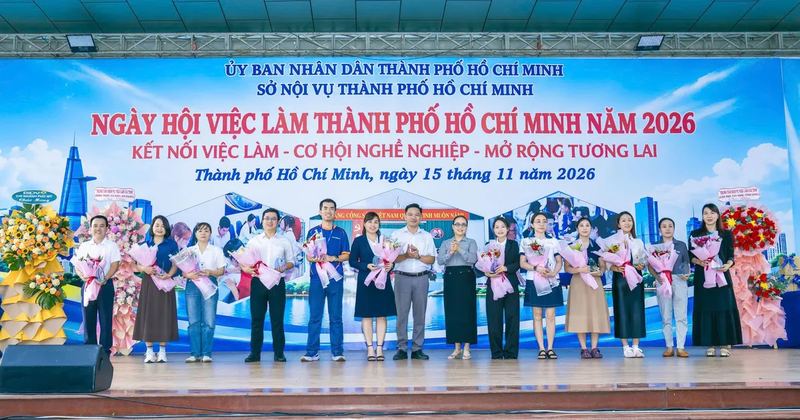 ỦY BAN NHÂN DÂN THÀNH PHỐ HỒ CHÍ MINH
SỞ NỘI VỤ THÀNH PHỐ HỒ CHÍ MINH
NGÀY HỘI VIỆC LÀM THÀNH PHỐ HỒ CHÍ MINH NĂM 2026
KẾT NỐI VIỆC LÀM - CƠ HỘI NGHỀ NGHIỆP - MỞ RỘNG TƯƠNG LAI
Thành phố Hồ Chí Minh, ngày 15 tháng 11 năm 2026